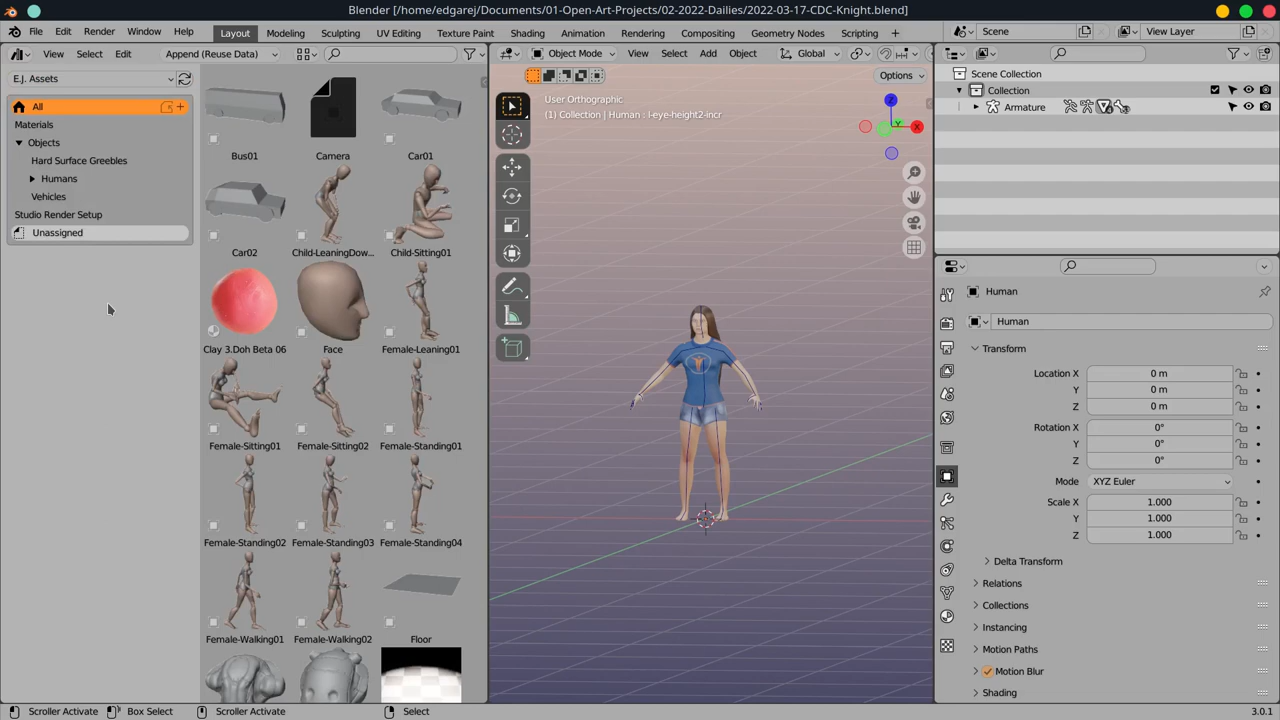 Blender [/home/edgarej/Documents/01-Open-Art-Projects/02-2022-Dailies/2022-03-17-CDC-Knight.blend]
File Edit Render Window Help Layout Modeling Sculpting UV Editing Texture Paint Shading Animation Rendering Compositing Geometry Nodes Scripting Scene View Layer
View Select Edit Append (Reuse Data) Object Mode View Select Add Object Global
E.J. Assets
All
Materials
Objects
Hard Surface Greebles
Humans
Vehicles
Studio Render Setup
Unassigned
Bus01 Camera Car01
Car02 Child-LeaningDow... Child-Sitting01
Clay 3.Doh Beta 06 Face Female-Leaning01
Female-Sitting01 Female-Sitting02 Female-Standing01
Female-Standing02 Female-Standing03 Female-Standing04
Female-Walking01 Female-Walking02 Floor
Options
User Orthographic
(1) Collection | Human : l-eye-height2-incr
Z
Y
X
Scene Collection
Collection
Armature
Human
Human
Transform
Location X 0 m
Y 0 m
Z 0 m
Rotation X 0°
Y 0°
Z 0°
Mode XYZ Euler
Scale X 1.000
Y 1.000
Z 1.000
Delta Transform
Relations
Collections
Instancing
Motion Paths
Motion Blur
Shading
Scroller Activate Box Select Scroller Activate Select 3.0.1